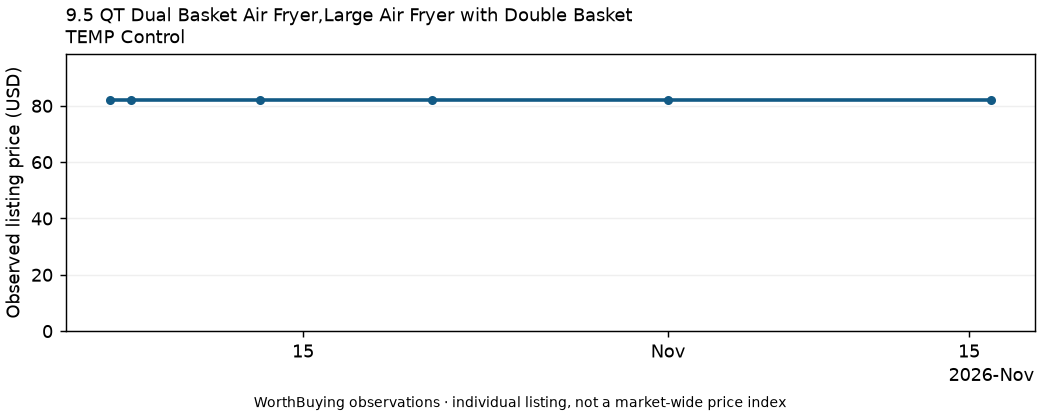 9.5 QT Dual Basket Air Fryer,Large Air Fryer with Double Basket
TEMP Control
Observed listing price (USD)
80
60
40
20
0
15
Nov
15
2026-Nov
WorthBuying observations · individual listing, not a market-wide price index